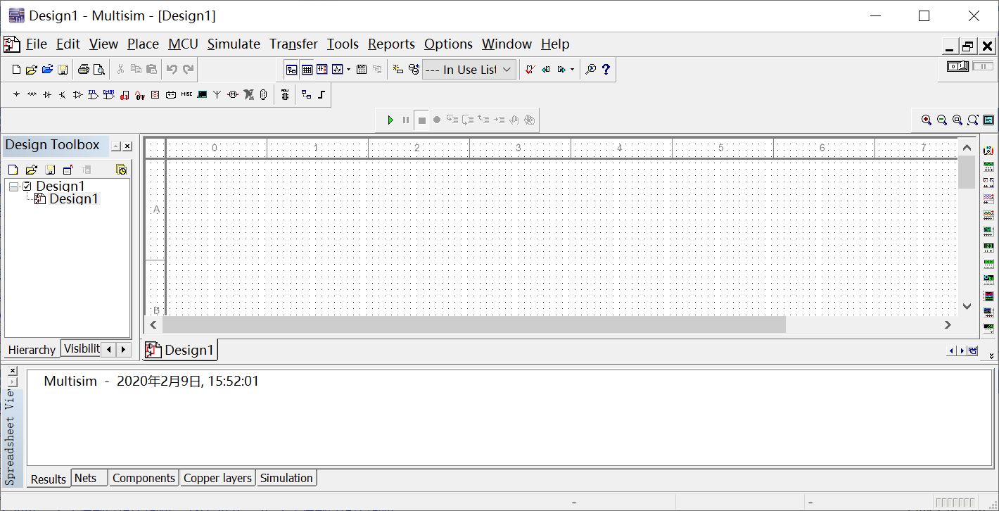 Design1 - Multisim - [Design1]
File Edit View Place MCU Simulate Transfer Tools Reports Options Window Help
--- In Use List
MISC
Design Toolbox
0 1 2 3 4 5 6 7
Design1
Design1
A
B
Hierarchy Visibilit
Design1
Multisim - 2020年2月9日, 15:52:01
Spreadsheet Vie
Results Nets Components Copper layers Simulation
- -